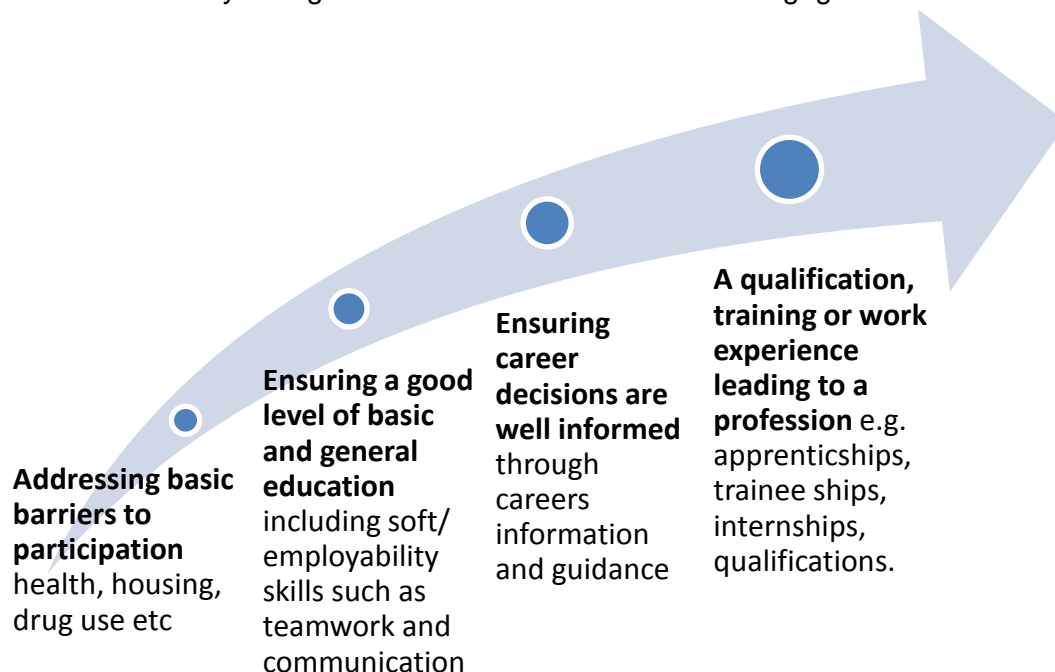 Addressing basic
barriers to
participation
health, housing,
drug use etc
Ensuring a good
level of basic
and general
education
including soft/
employability
skills such as
teamwork and
communication
Ensuring
career
decisions are
well informed
through
careers
information
and guidance
A qualification,
training or work
experience
leading to a
profession e.g.
apprenticships,
trainee ships,
internships,
qualifications.